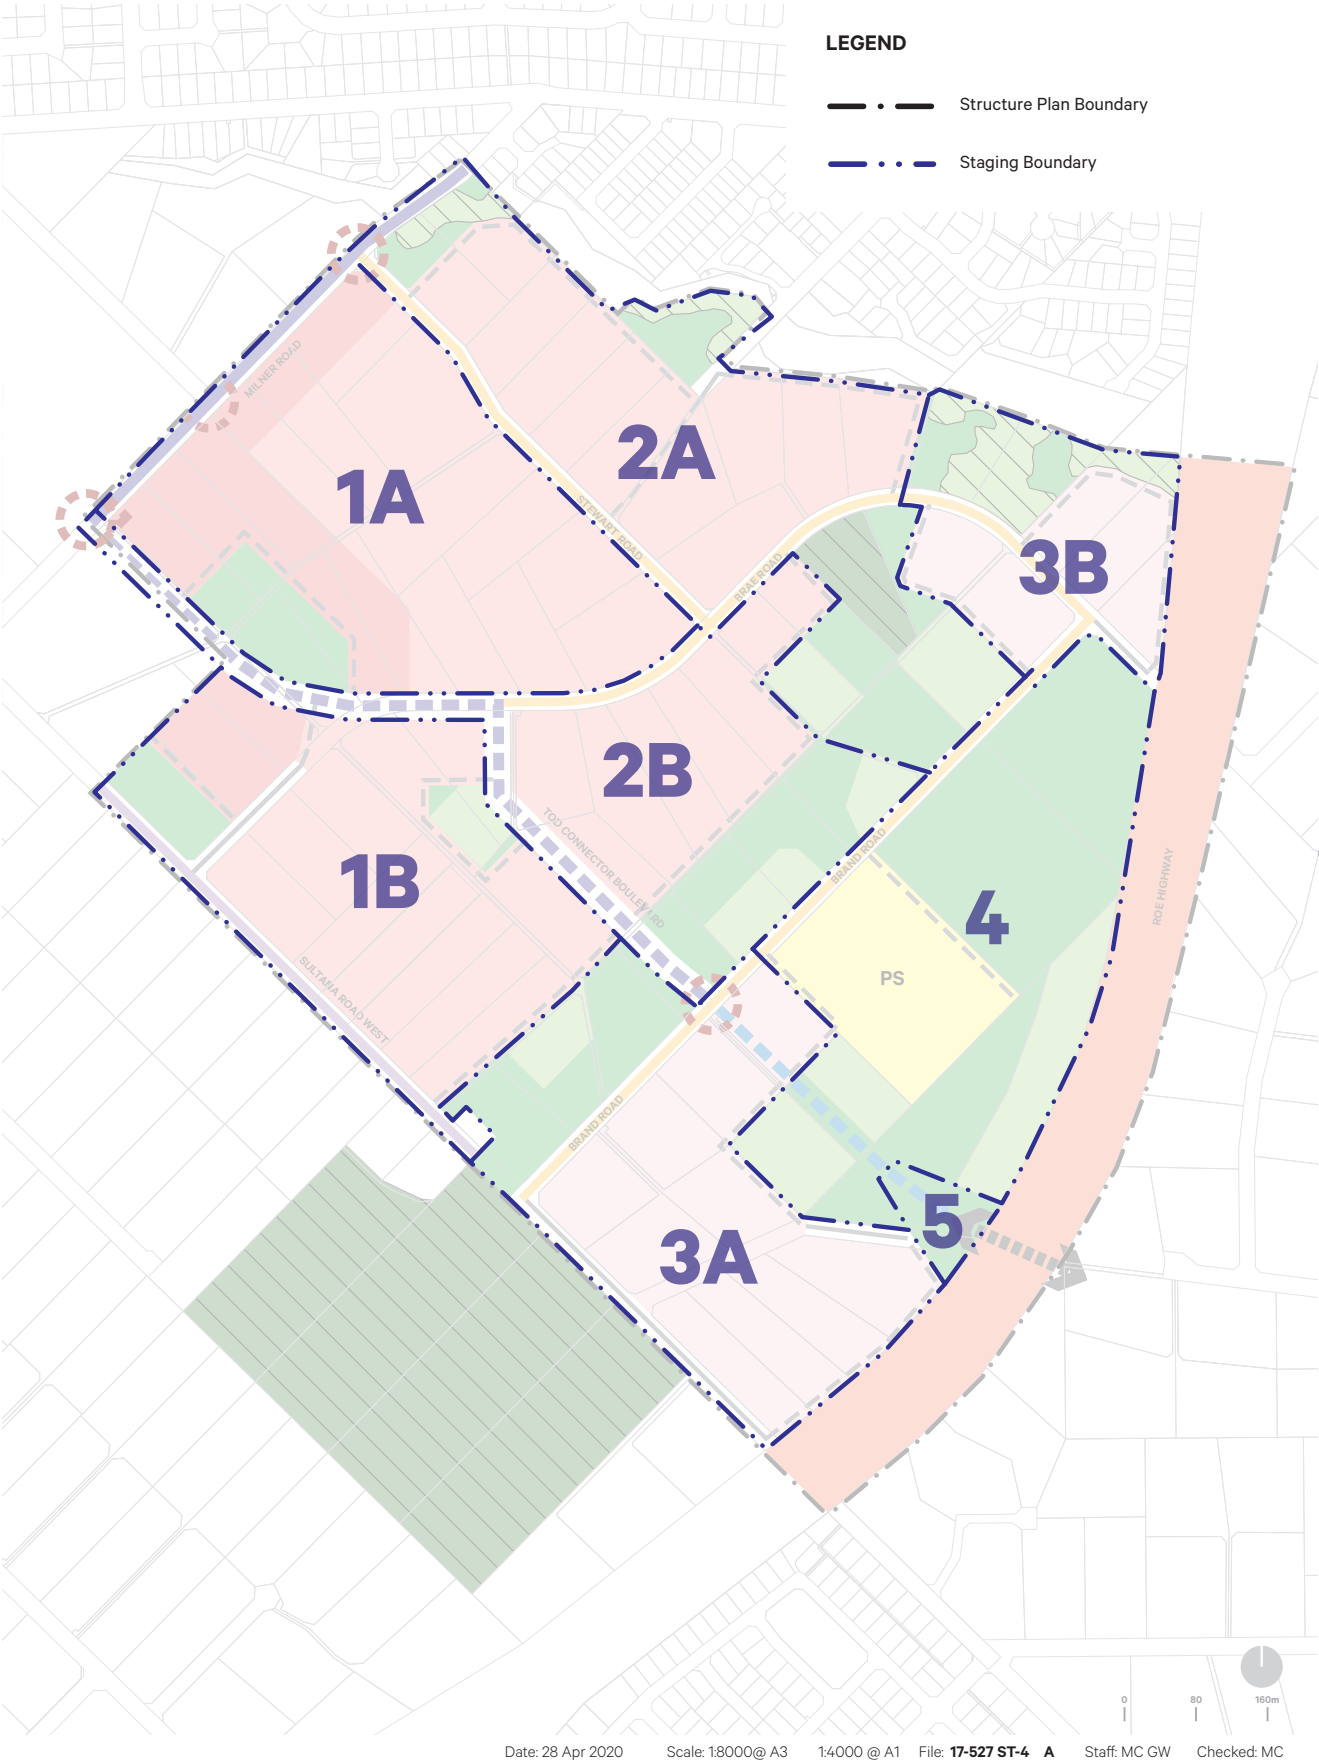 LEGEND
Structure Plan Boundary
Staging Boundary
MILNER ROAD
1A
2A
STEWART ROAD
BRAE ROAD
3B
2B
TOD CONNECTOR BOULEVARD
1B
BRAND ROAD
4
ROE HIGHWAY
PS
SULTANA ROAD WEST
BRAND ROAD
5
3A
0 80 160m
Date: 28 Apr 2020 Scale: 1:8000@ A3 1:4000 @ A1 File: 17-527 ST-4 A Staff: MC GW Checked: MC